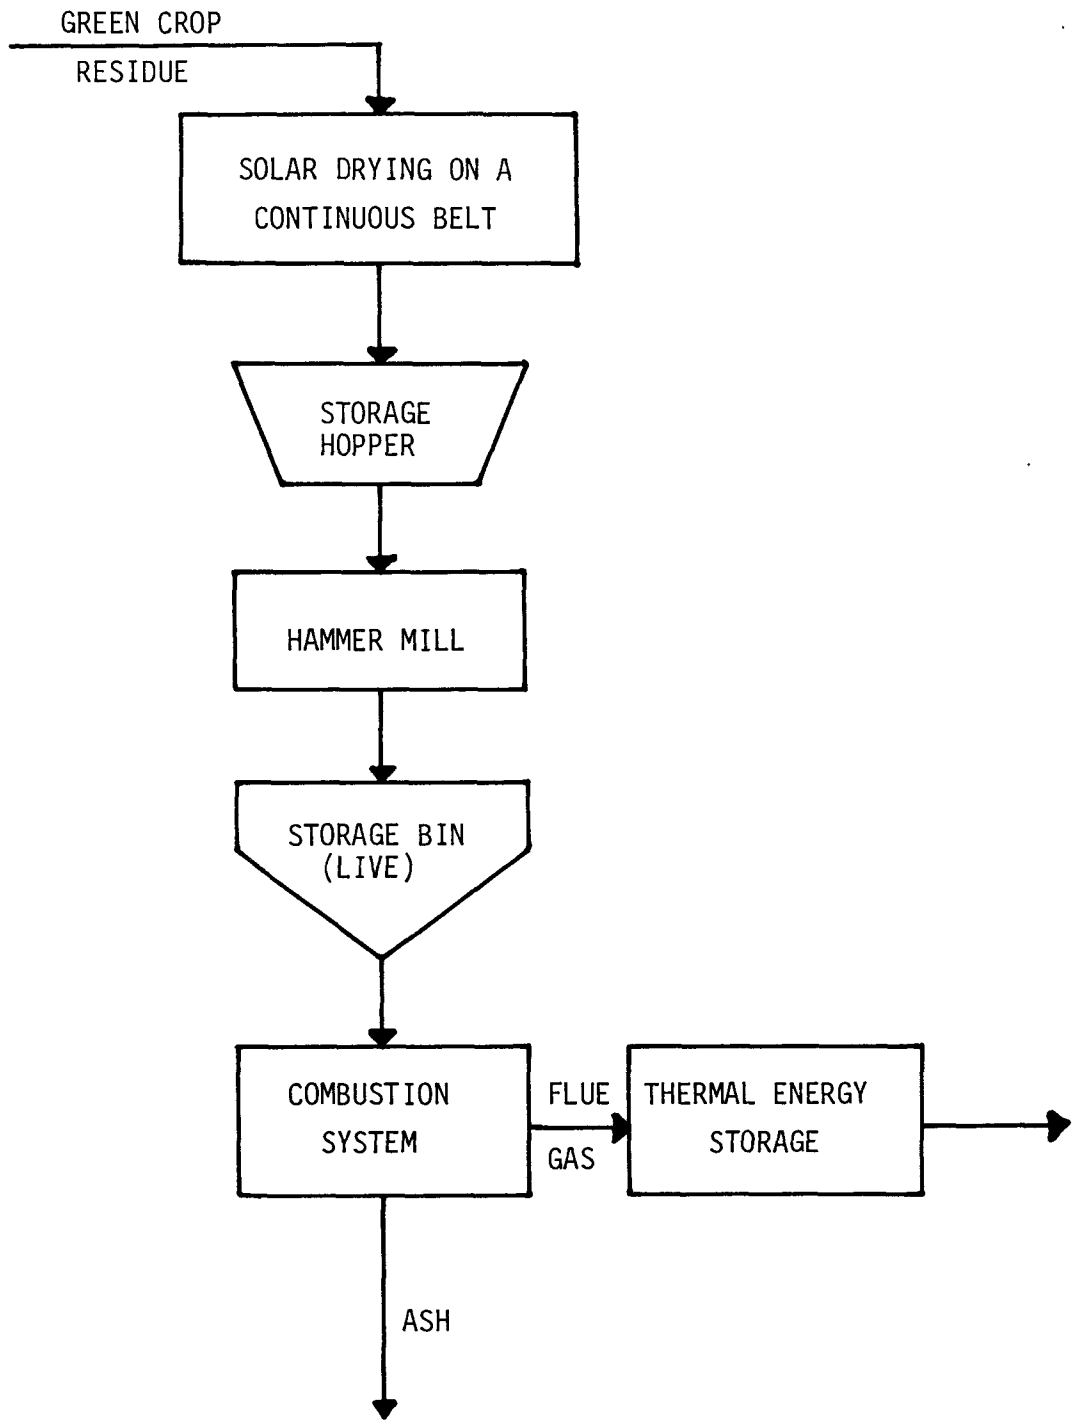 GREEN CROP
RESIDUE
SOLAR DRYING ON A
CONTINUOUS BELT
STORAGE
HOPPER
HAMMER MILL
STORAGE BIN
(LIVE)
COMBUSTION
SYSTEM
FLUE
GAS
THERMAL ENERGY
STORAGE
ASH